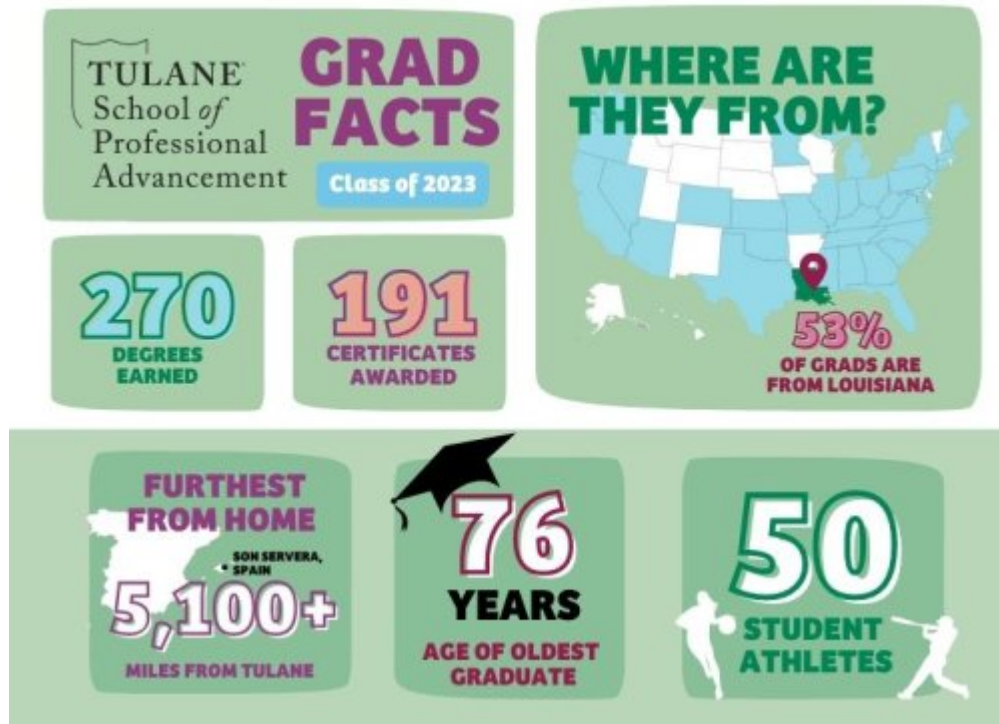 TULANE
School of
Professional
Advancement
GRAD
FACTS
Class of 2023
WHERE ARE
THEY FROM?
53%
OF GRADS ARE
FROM LOUISIANA
270
DEGREES
EARNED
191
CERTIFICATES
AWARDED
FURTHEST
FROM HOME
SON SERVERA,
SPAIN
5,100+
MILES FROM TULANE
76
YEARS
AGE OF OLDEST
GRADUATE
50
STUDENT
ATHLETES